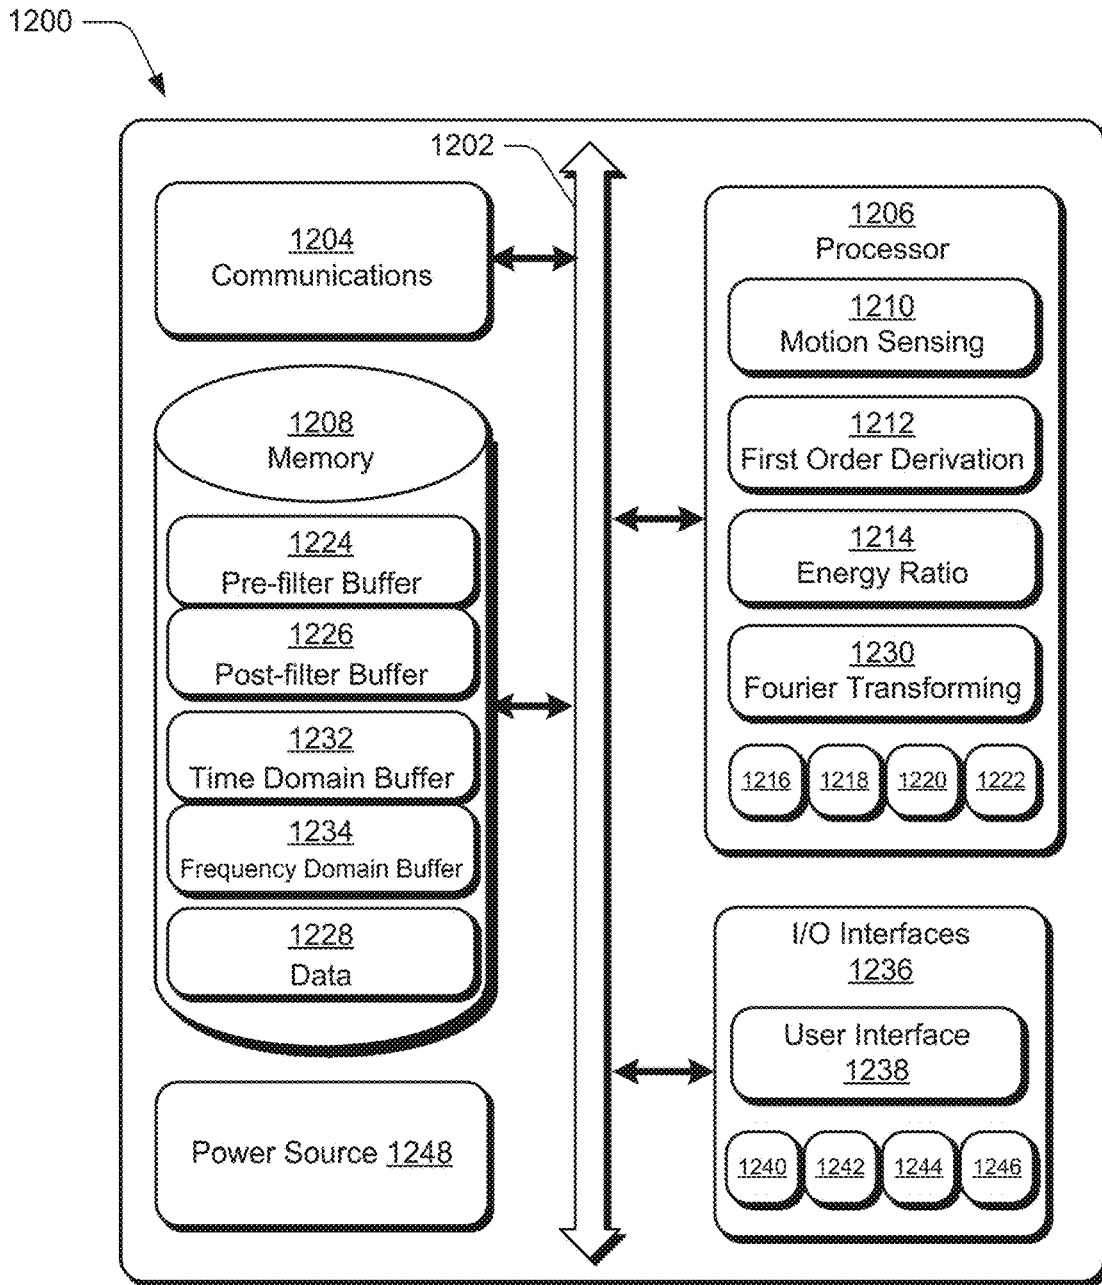 1200
1202
1204
Communications
1208
Memory
1224
Pre-filter Buffer
1226
Post-filter Buffer
1232
Time Domain Buffer
1234
Frequency Domain Buffer
1228
Data
Power Source 1248
1206
Processor
1210
Motion Sensing
1212
First Order Derivation
1214
Energy Ratio
1230
Fourier Transforming
1216 1218 1220 1222
I/O Interfaces
1236
User Interface
1238
1240 1242 1244 1246